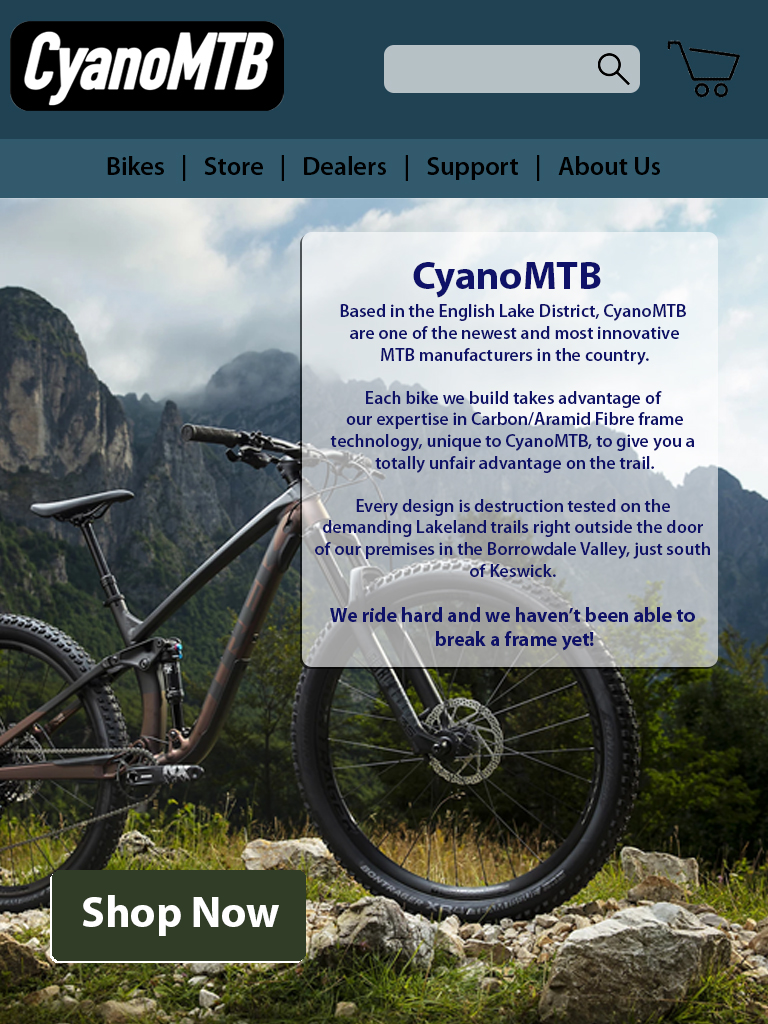 CyanoMTB
Bikes | Store | Dealers | Support | About Us
CyanoMTB
Based in the English Lake District, CyanoMTB
are one of the newest and most innovative
MTB manufacturers in the country.
Each bike we build takes advantage of
our expertise in Carbon/Aramid Fibre frame
technology, unique to CyanoMTB, to give you a
totally unfair advantage on the trail.
Every design is destruction tested on the
demanding Lakeland trails right outside the door
of our premises in the Borrowdale Valley, just south
of Keswick.
We ride hard and we haven’t been able to
break a frame yet!
NX
Shop Now